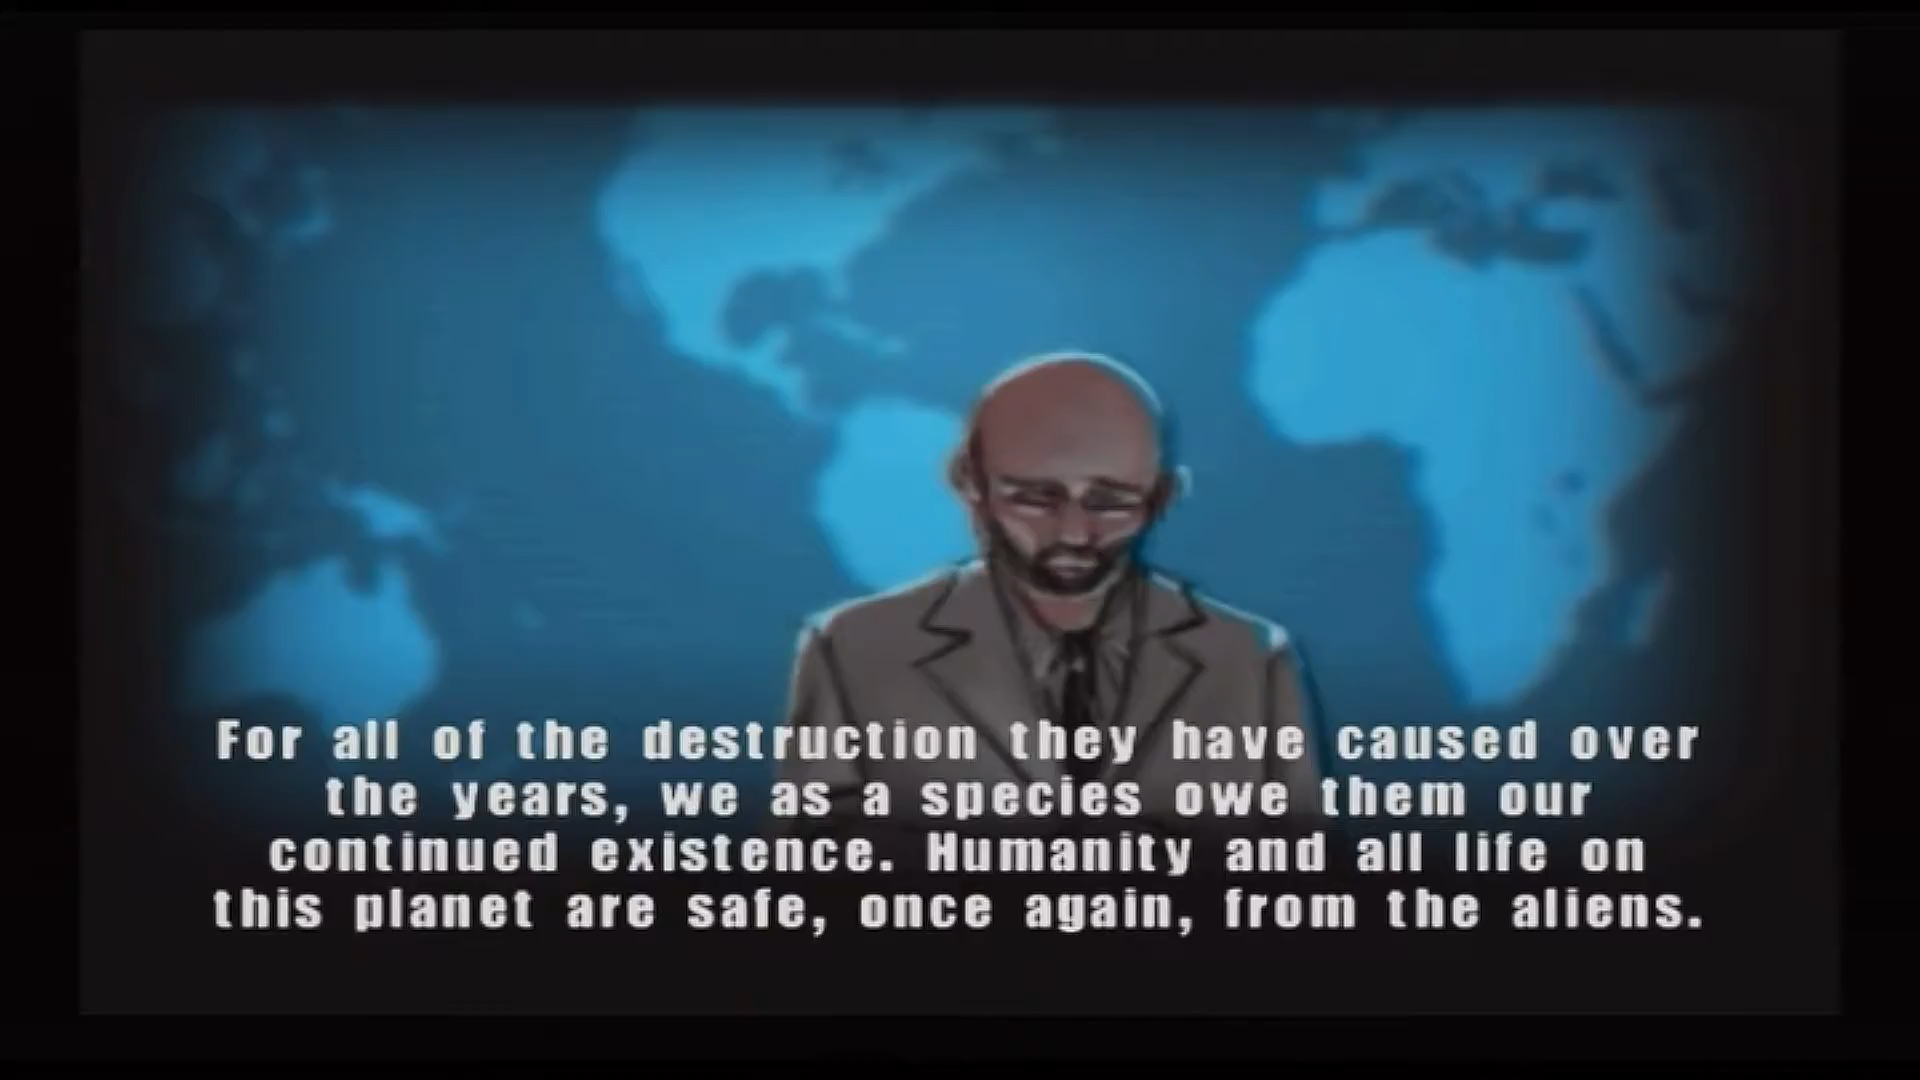 For all of the destruction they have caused over
the years, we as a species owe them our
continued existence. Humanity and all life on
this planet are safe, once again, from the aliens.